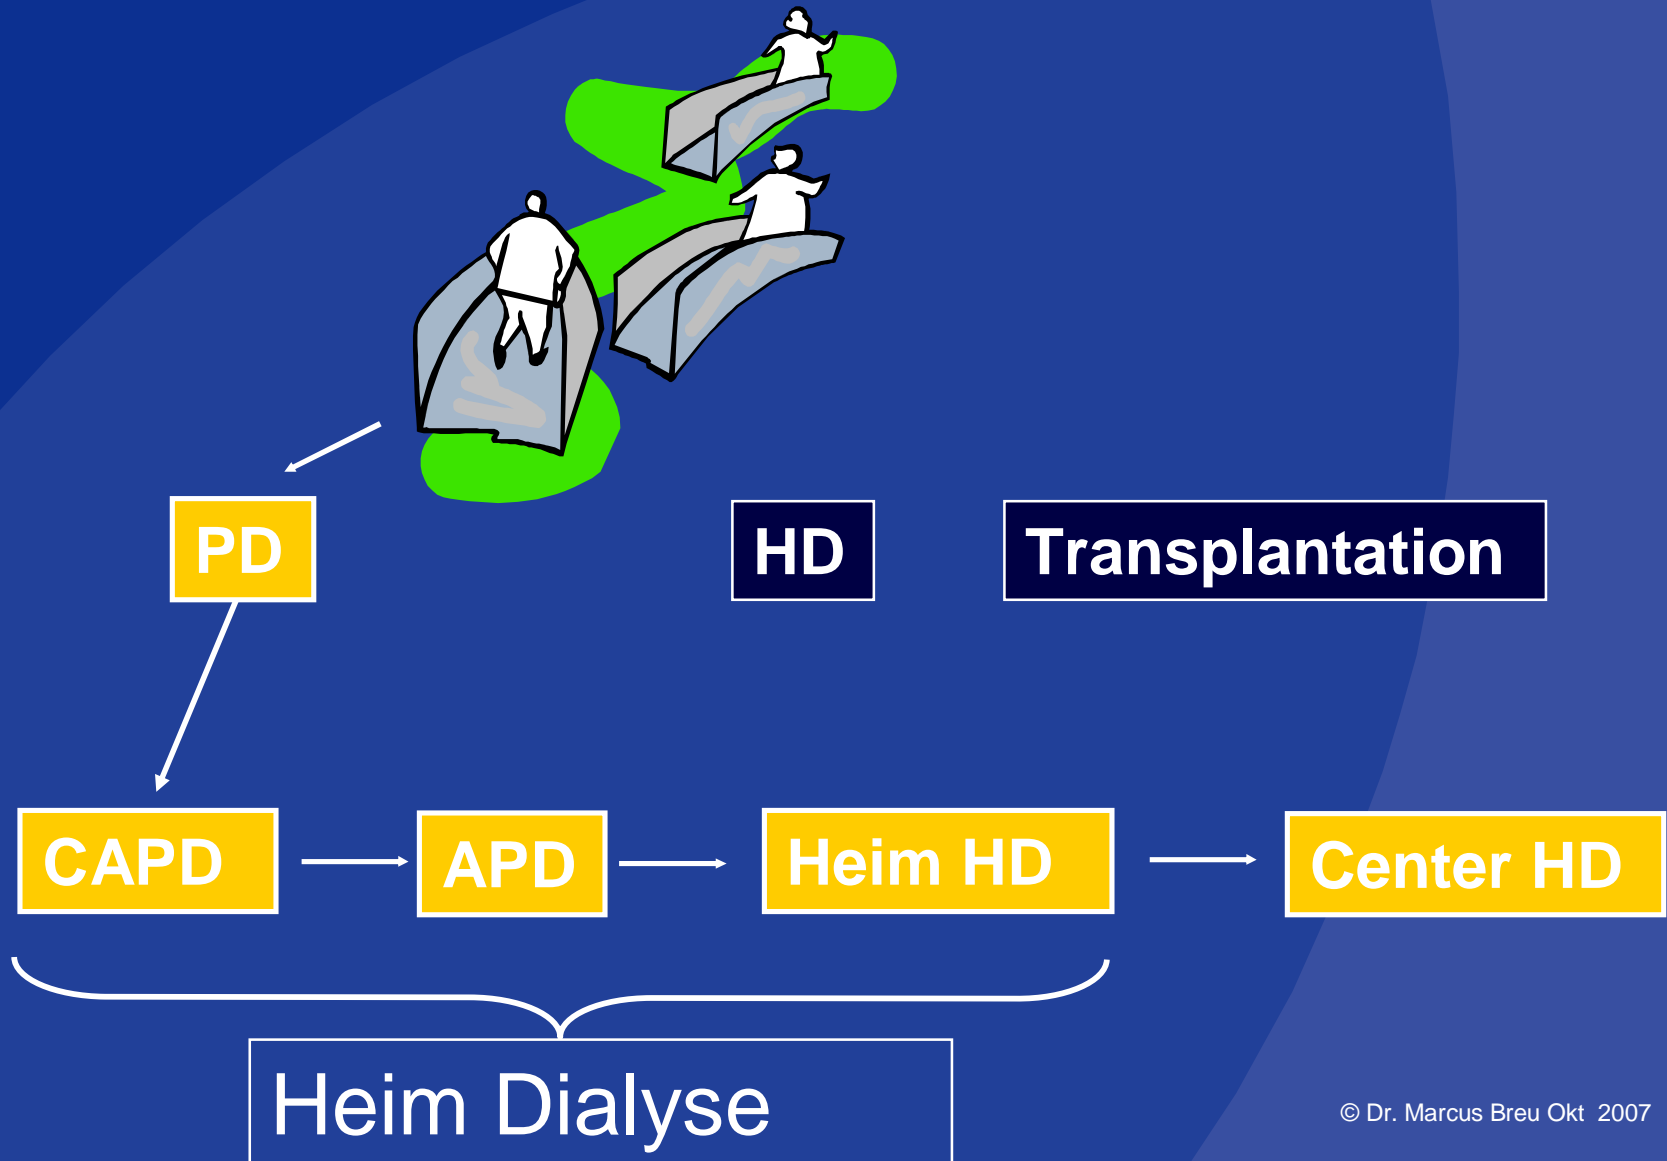 PD
HD
Transplantation
CAPD
APD
Heim HD
Center HD
Heim Dialyse
© Dr. Marcus Breu Okt 2007